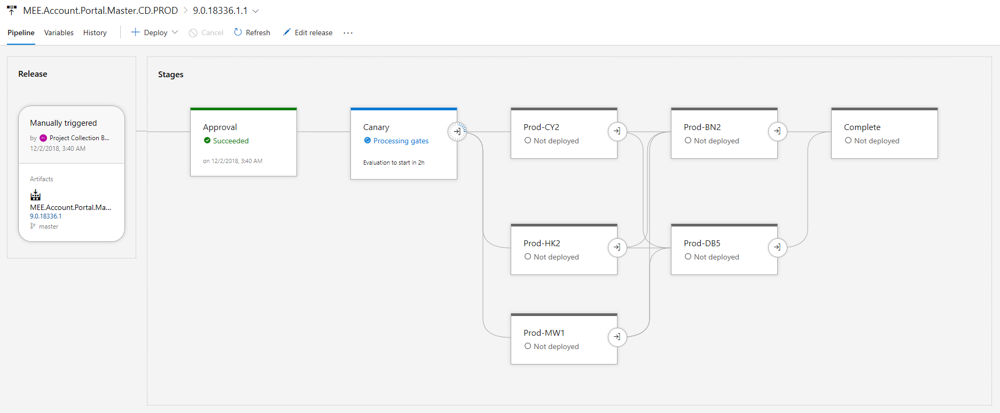 MEE.Account.Portal.Master.CD.PROD > 9.0.18336.1.1
Pipeline Variables History Deploy Cancel Refresh Edit release ...
Release
Manually triggered
by Project Collection B...
12/2/2018, 3:40 AM
Artifacts
MEE.Account.Portal.Ma...
9.0.18336.1
master
Stages
Approval
Succeeded
on 12/2/2018, 3:40 AM
Canary
Processing gates
Evaluation to start in 2h
Prod-CY2
Not deployed
Prod-BN2
Not deployed
Complete
Not deployed
Prod-HK2
Not deployed
Prod-DB5
Not deployed
Prod-MW1
Not deployed